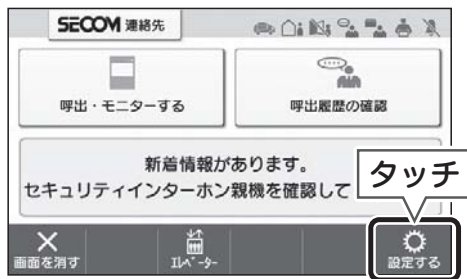 SECOM 連絡先
呼出・モニターする
呼出履歴の確認
新着情報があります。
セキュリティインターホン親機を確認して
タッチ
画面を消す
ｴﾚﾍﾞｰﾀｰ
設定する